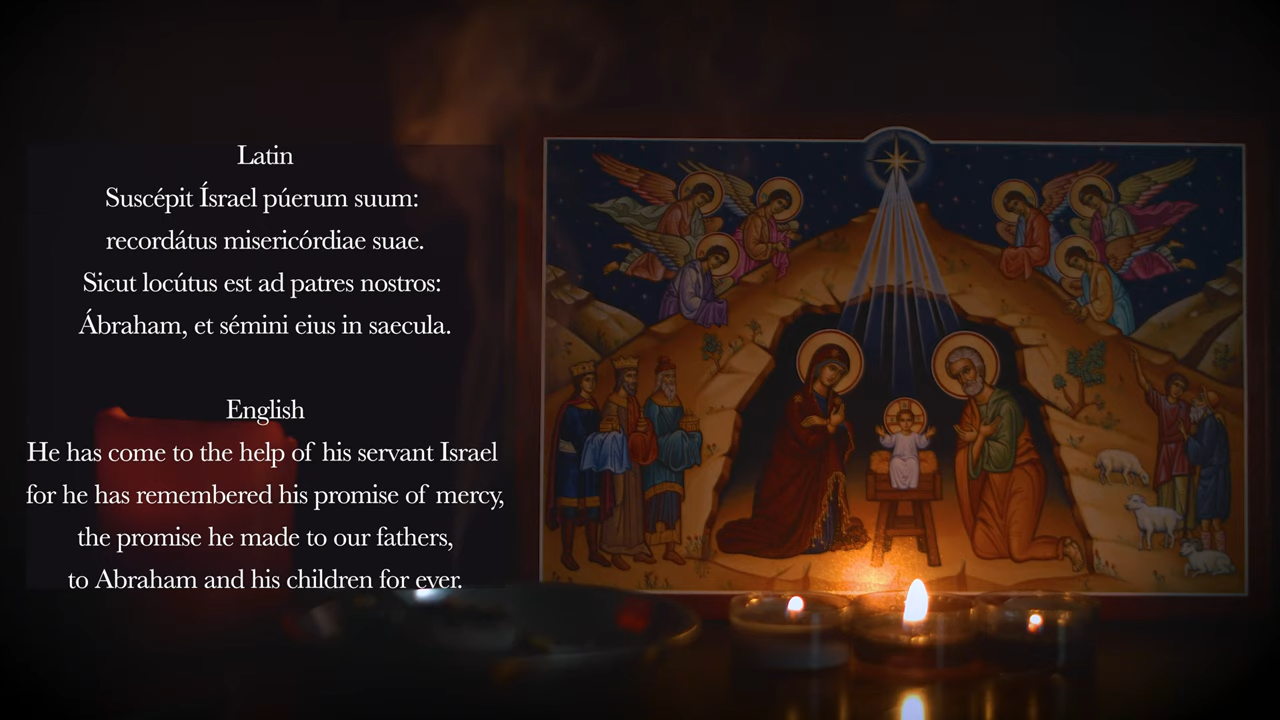 Latin
Suscépit Ísrael púerum suum:
recordátus misericórdiae suae.
Sicut locútus est ad patres nostros:
Ábraham, et sémini eius in saecula.
English
He has come to the help of his servant Israel
for he has remembered his promise of mercy,
the promise he made to our fathers,
to Abraham and his children for ever.